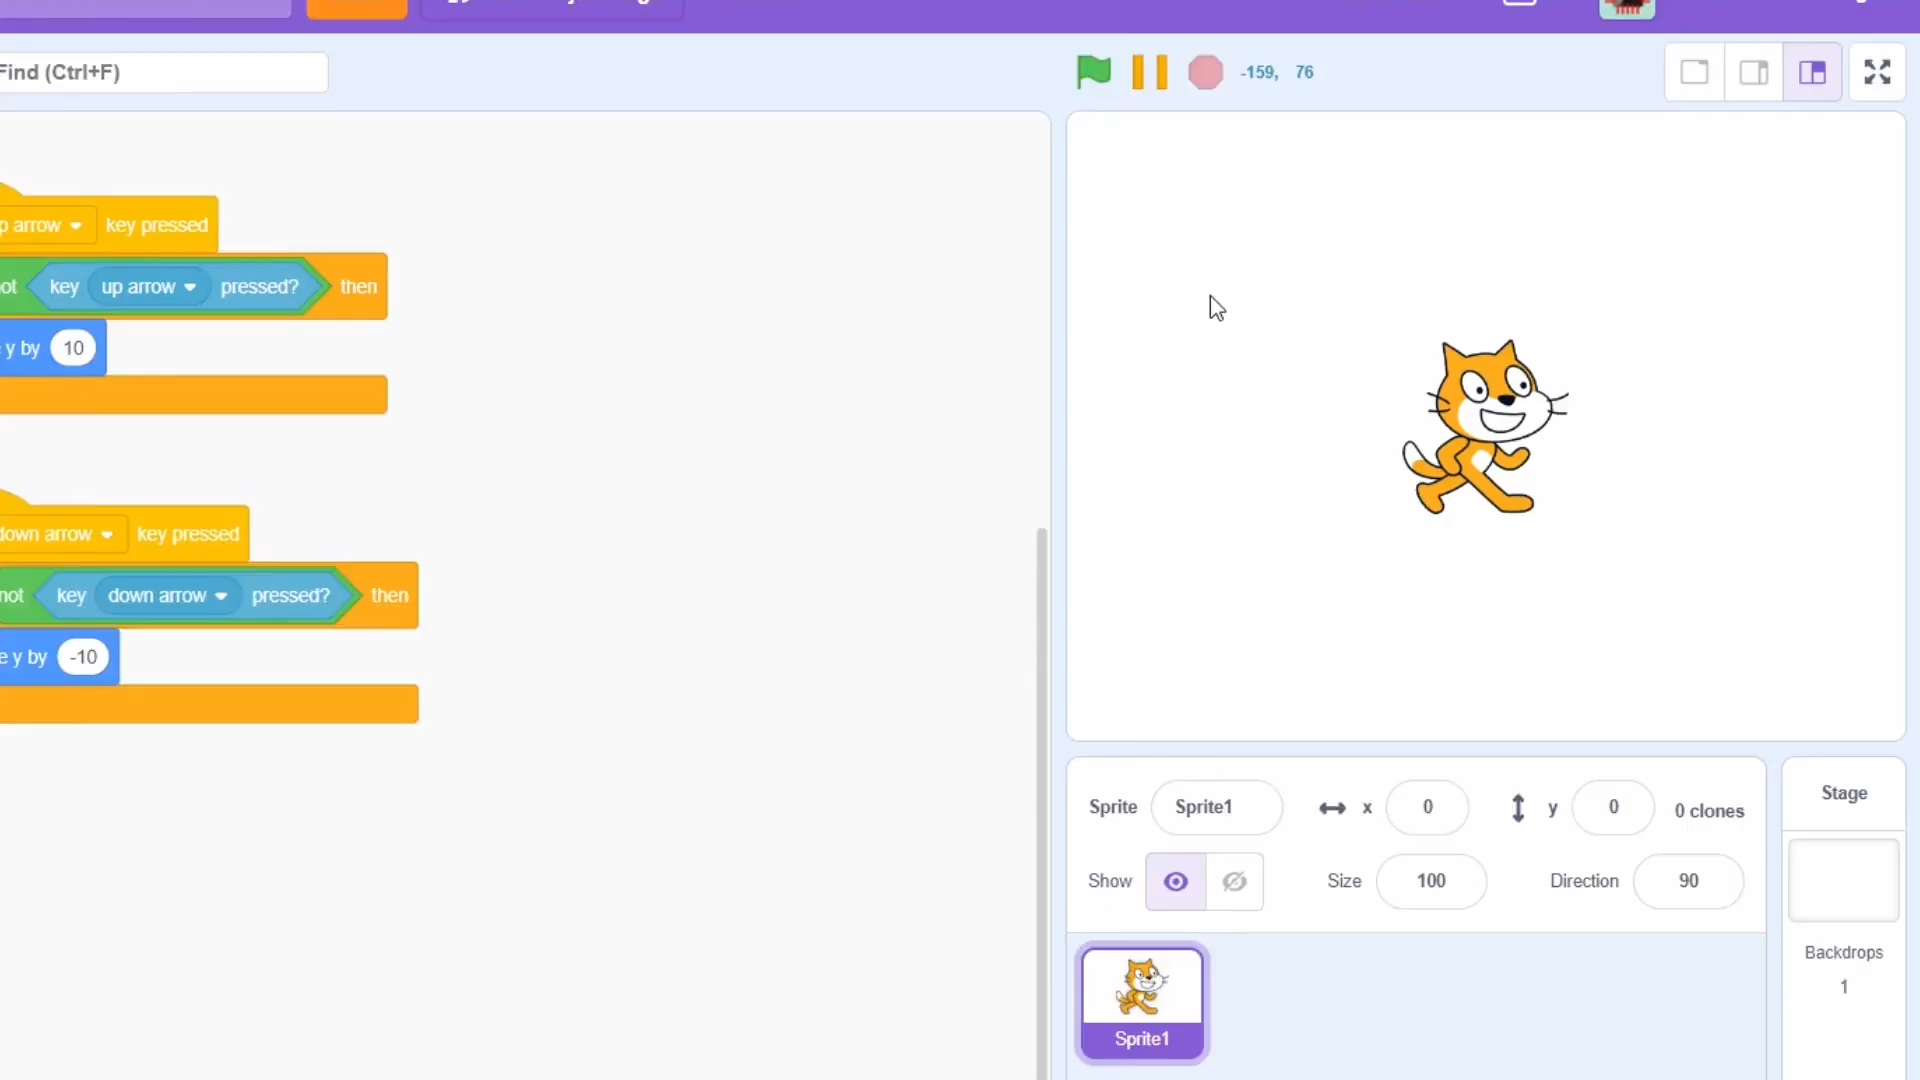 Find (Ctrl+F)
-159, 76
p arrow key pressed
ot key up arrow pressed? then
y by 10
down arrow key pressed
not key down arrow pressed? then
e y by -10
Sprite Sprite1 x 0 y 0 0 clones
Show Size 100 Direction 90
Sprite1
Stage
Backdrops
1